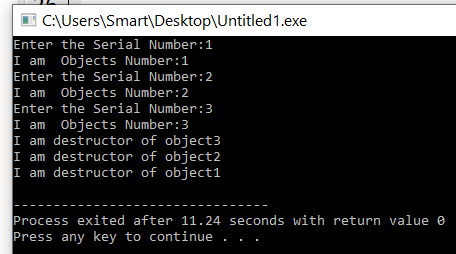 C:\Users\Smart\Desktop\Untitled1.exe
Enter the Serial Number:1
I am  Objects Number:1
Enter the Serial Number:2
I am  Objects Number:2
Enter the Serial Number:3
I am  Objects Number:3
I am destructor of object3
I am destructor of object2
I am destructor of object1
--------------------------------
Process exited after 11.24 seconds with return value 0
Press any key to continue . . .